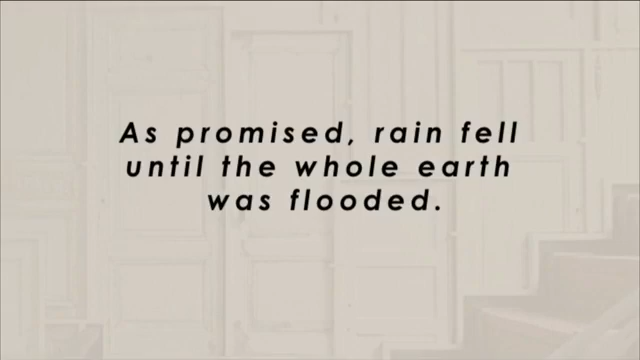 As promised, rain fell
until the whole earth
was flooded.